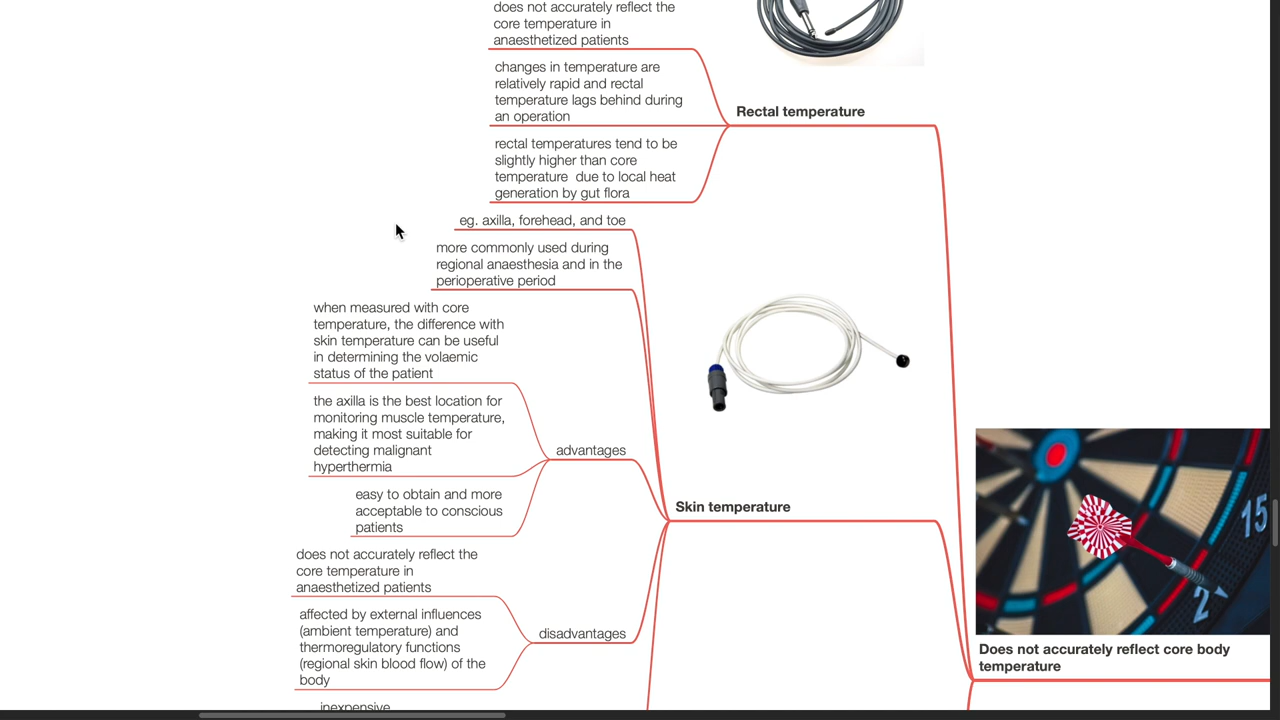 does not accurately reflect the
core temperature in
anaesthetized patients
changes in temperature are
relatively rapid and rectal
temperature lags behind during
an operation
Rectal temperature
rectal temperatures tend to be
slightly higher than core
temperature  due to local heat
generation by gut flora
eg. axilla, forehead, and toe
more commonly used during
regional anaesthesia and in the
perioperative period
when measured with core
temperature, the difference with
skin temperature can be useful
in determining the volaemic
status of the patient
the axilla is the best location for
monitoring muscle temperature,
making it most suitable for
detecting malignant
hyperthermia
advantages
easy to obtain and more
acceptable to conscious
patients
Skin temperature
does not accurately reflect the
core temperature in
anaesthetized patients
affected by external influences
(ambient temperature) and
thermoregulatory functions
(regional skin blood flow) of the
body
disadvantages
inexpensive
15
2
Does not accurately reflect core body
temperature